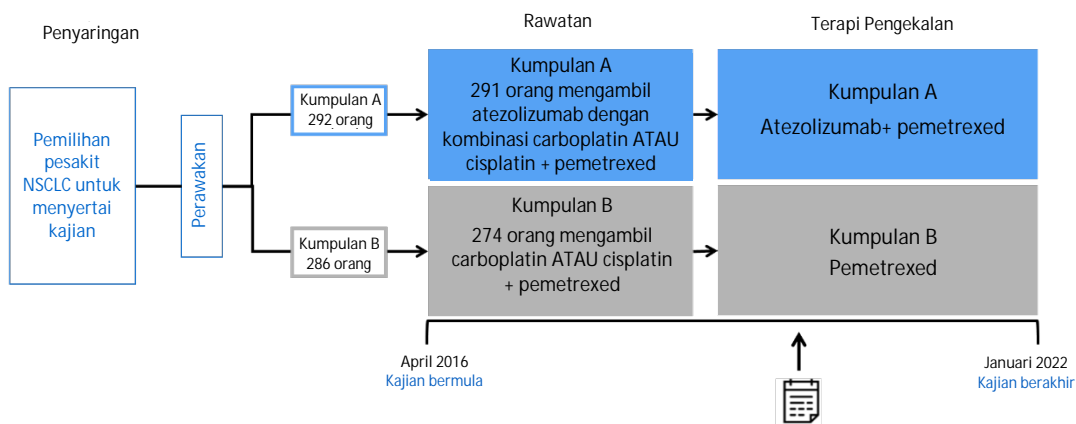 Penyaringan
Rawatan
Terapi Pengekalan
Pemilihan
pesakit
NSCLC untuk
menyertai
kajian
Perawakan
Kumpulan A
292 orang
Kumpulan B
286 orang
Kumpulan A
291 orang mengambil
atezolizumab dengan
kombinasi carboplatin ATAU
cisplatin + pemetrexed
Kumpulan B
274 orang mengambil
carboplatin ATAU cisplatin
+ pemetrexed
Kumpulan A
Atezolizumab+ pemetrexed
Kumpulan B
Pemetrexed
April 2016
Kajian bermula
Januari 2022
Kajian berakhir